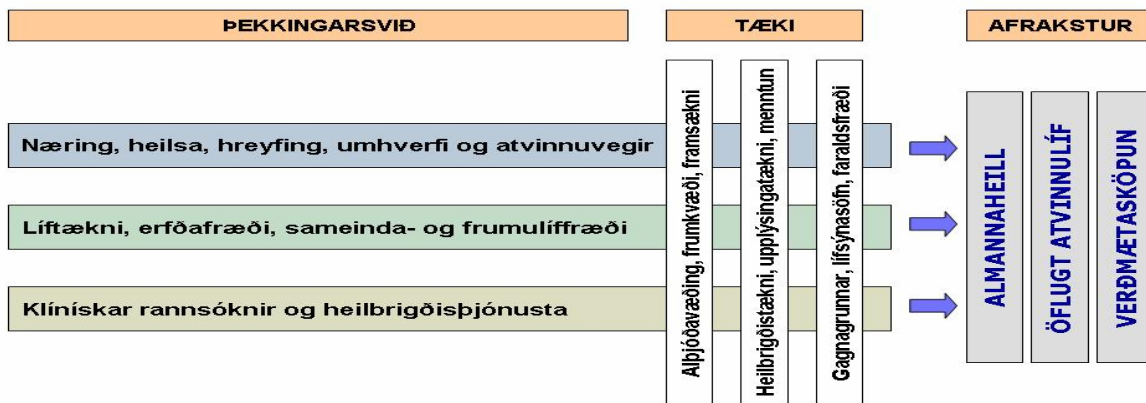 ÞEKKINGARSVIÐ
TÆKI
AFRAKSTUR
Næring, heilsa, hreyfing, umhverfi og atvinnuvegir
Líftækni, erfðafræði, sameinda- og frumulíffræði
Klínískar rannsóknir og heilbrigðisþjónusta
Alþjóðavæðing, frumkvæði, framsækni
Heilbrigðistækni, upplýsingatækni, menntun
Gagnagrunnar, lífsýnasöfn, faraldsfræði
ALMANNAHEILL
ÖFLUGT ATVINNULÍF
VERÐMÆTASKÖPUN